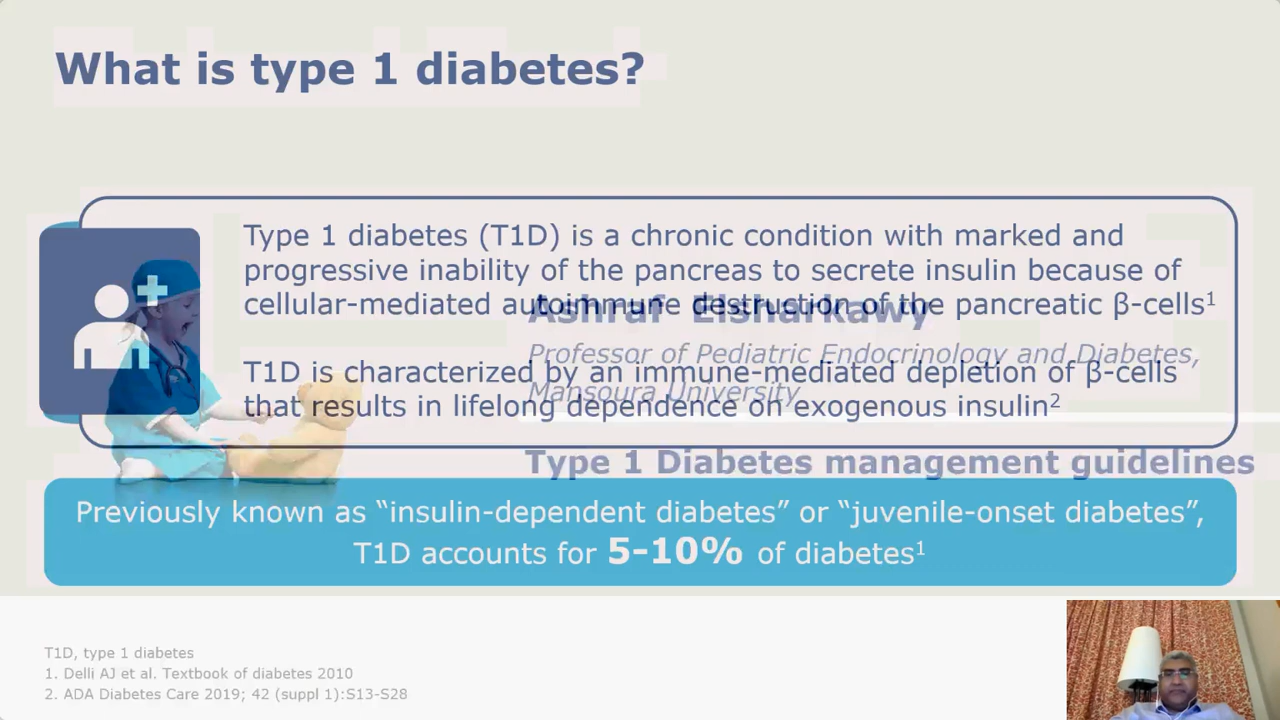 What is type 1 diabetes?
Type 1 diabetes (T1D) is a chronic condition with marked and
progressive inability of the pancreas to secrete insulin because of
cellular-mediated autoimmune destruction of the pancreatic β-cells¹
Ashraf Elsharkawy
Professor of Pediatric Endocrinology and Diabetes,
T1D is characterized by an immune-mediated depletion of β-cells
Mansoura University
that results in lifelong dependence on exogenous insulin²
Type 1 Diabetes management guidelines
Previously known as “insulin-dependent diabetes” or “juvenile-onset diabetes”,
T1D accounts for 5-10% of diabetes¹
T1D, type 1 diabetes
1. Delli AJ et al. Textbook of diabetes 2010
2. ADA Diabetes Care 2019; 42 (suppl 1):S13-S28